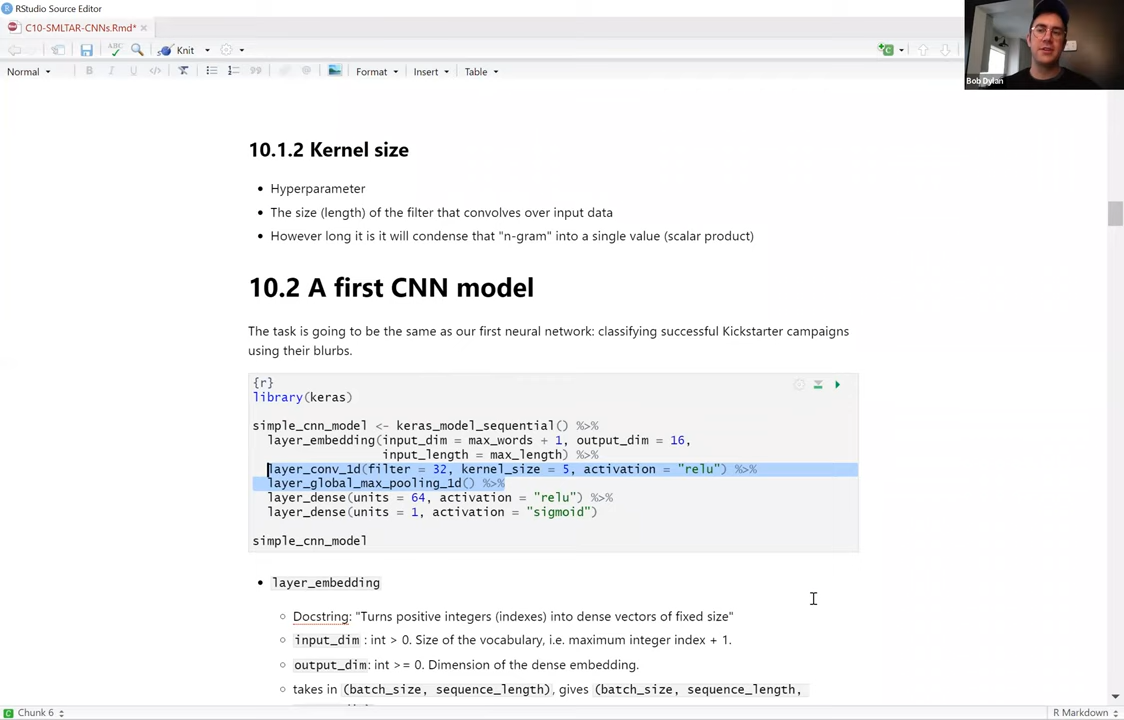 RStudio Source Editor
C10-SMLTAR-CNNs.Rmd*
ABC
Knit
Normal
B I U
Format Insert Table
Bob Dylan
10.1.2 Kernel size
Hyperparameter
The size (length) of the filter that convolves over input data
However long it is it will condense that "n-gram" into a single value (scalar product)
10.2 A first CNN model
The task is going to be the same as our first neural network: classifying successful Kickstarter campaigns
using their blurbs.
{r}
library(keras)
simple_cnn_model <- keras_model_sequential() %>%
layer_embedding(input_dim = max_words + 1, output_dim = 16,
input_length = max_length) %>%
layer_conv_1d(filter = 32, kernel_size = 5, activation = "relu") %>%
layer_global_max_pooling_1d() %>%
layer_dense(units = 64, activation = "relu") %>%
layer_dense(units = 1, activation = "sigmoid")
simple_cnn_model
layer_embedding
Docstring: "Turns positive integers (indexes) into dense vectors of fixed size"
input_dim : int > 0. Size of the vocabulary, i.e. maximum integer index + 1.
output_dim: int >= 0. Dimension of the dense embedding.
takes in (batch_size, sequence_length), gives (batch_size, sequence_length,
Chunk 6
R Markdown